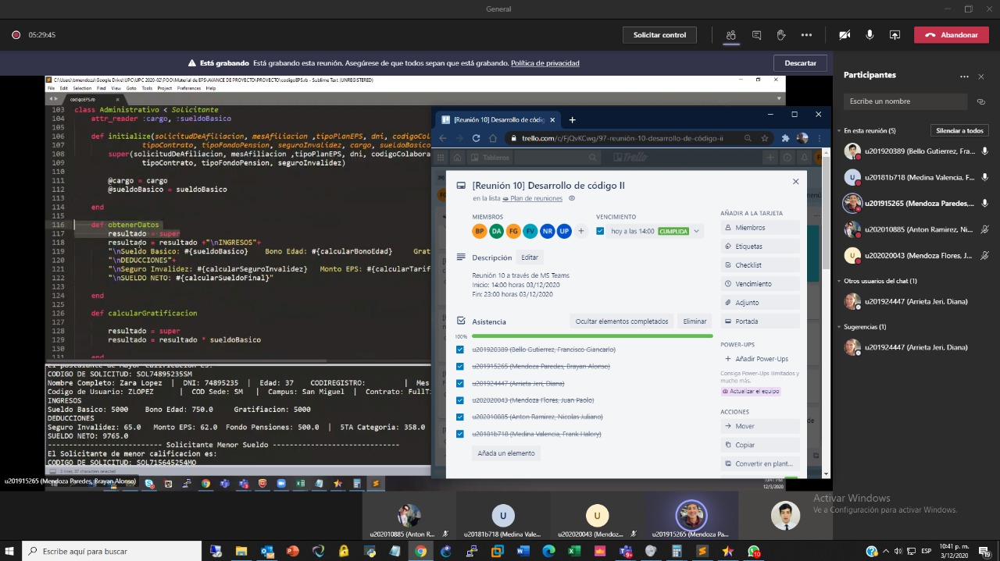 General
05:29:45
Solicitar control
Abandonar
Está grabando Está grabando esta reunión. Asegúrese de que todos sepan que está grabando. Política de privacidad
Descartar
C:\Users\bmendoza\Google Drive\UPC\UPC 2020-02\POO\Material de EPS\AVANCE DE PROYECTO\PROYECTO\codigoEPS.rb - Sublime Text (UNREGISTERED)
File Edit Selection Find View Goto Tools Project Preferences Help
codigoEPS.rb
103 class Administrativo < Solicitante
104 attr_reader :cargo, :sueldoBasico
105
106 def initialize(solicitudDeAfiliacion, mesAfiliacion ,tipoPlanEPS, dni, codigoCol
107 tipoContrato, tipoFondoPension, seguroInvalidez, cargo, sueldoBas
108 super(solicitudDeAfiliacion, mesAfiliacion, tipoPlanEPS, dni, codigoColabora
109 tipoContrato, tipoFondoPension, seguroInvalidez)
110
111 @cargo = cargo
112 @sueldoBasico = sueldoBasico
113
114 end
115
116 def obtenerDatos
117 resultado = super
118 resultado = resultado +"\nINGRESOS"+
119 "\nSueldo Basico: #{sueldoBasico} Bono Edad: #{calcularBonoEdad} Grat
120 "\nDEDUCCIONES"+
121 "\nSeguro Invalidez: #{calcularSeguroInvalidez} Monto EPS: #{calcularTarif
122 "\nSUELDO NETO: #{calcularSueldoFinal}"
123
124 end
125
126 def calcularGratificacion
127
128 resultado = super
129 resultado = resultado * sueldoBasico
130
131 end
El postulante de Mayor calificacion es:
CODIGO DE SOLICITUD: SOL74895235SM
Nombre Completo: Zara Lopez | DNI: 74895235 | Edad: 37 CODIREGISTRO: | Mes
Codigo de Usuario: ZLOPEZ | COD_Sede: SM | Campus: San Miguel | Contrato: FullT
INGRESOS
Sueldo Basico: 5000 Bono Edad: 750.0 Gratifiacion: 5000
DEDUCCIONES
Seguro Invalidez: 65.0 Monto EPS: 62.0 Fondo Pensiones: 500.0 | 5TA Categoria: 358.0
SUELDO NETO: 9765.0
-------------------------- Solicitante Menor Sueldo ------------------------------
El Solicitante de menor calificacion es:
CODIGO DE SOLICITUD: SOL715645254MO
2 lines, 37 characters selected
u201915265 (Mendoza Paredes, Brayan Alonso)
[Reunión 10] Desarrollo de códig
trello.com/c/FjQvKCwg/97-reunión-10-desarrollo-de-código-ii
Tableros
Trello
[Reunión 10] Desarrollo de código II
en la lista Plan de reuniones
MIEMBROS
BP DA FG FV NR UP
VENCIMIENTO
hoy a las 14:00 CUMPLIDA
Descripción Editar
Reunión 10 a través de MS Teams
Inicio: 14:00 horas 03/12/2020
Fin: 23:00 horas 03/12/2020
Asistencia
Ocultar elementos completados
Eliminar
100%
u201920389 (Bello Gutierrez, Francisco Giancarlo)
u201915265 (Mendoza Paredes, Brayan Alonso)
u201924447 (Arrieta Jeri, Diana)
u202020043 (Mendoza Flores, Juan Paolo)
u202010885 (Anton Ramirez, Nicolas Juliano)
u20181b718 (Medina Valencia, Frank Halory)
Añada un elemento
AÑADIR A LA TARJETA
Miembros
Etiquetas
Checklist
Vencimiento
Adjunto
Portada
POWER-UPS
Añadir Power-Ups
Consiga Power-Ups ilimitados y
mucho más.
Actualizar el equipo
ACCIONES
Mover
Copiar
Convertir en plant...
12/3/2020
Participantes
Escribe un nombre
En esta reunión (5)
Silenciar a todos
u201920389 (Bello Gutierrez, Fra...
u20181b718 (Medina Valencia, F...
u201915265 (Mendoza Paredes,...
u202010885 (Anton Ramirez, Ni...
u202020043 (Mendoza Flores, J...
Otros usuarios del chat (1)
u201924447 (Arrieta Jeri, Diana)
Sugerencias (1)
u201924447 (Arrieta Jeri, Diana)
U
u202010885 (Anton R...
U
u20181b718 (Medina Vale...
U
u202020043 (Mendoz...
u201915265 (Mendoza Pa...
Activar Windows
Ve a Configuración para activar Windows.
Escribe aquí para buscar
ESP
10:41 p. m.
3/12/2020